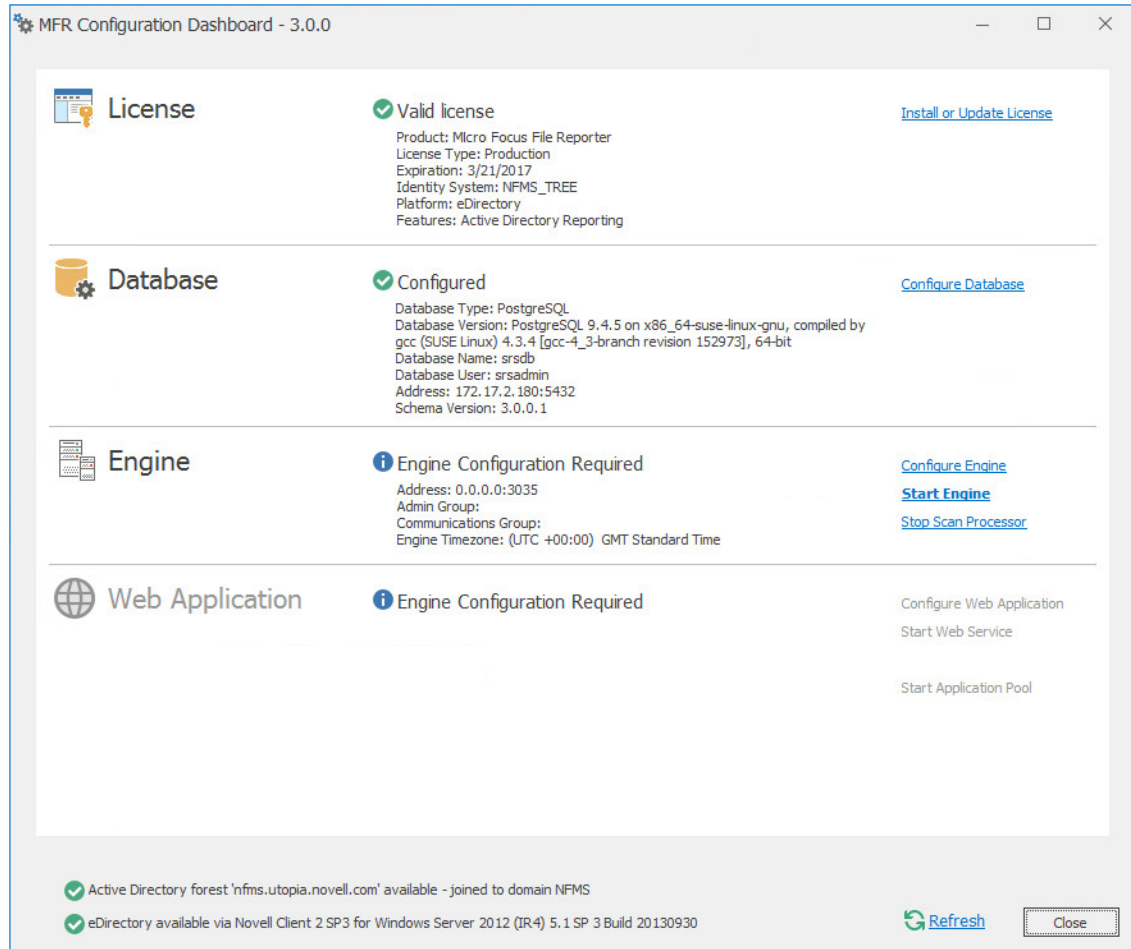 MFR Configuration Dashboard - 3.0.0
License
Valid license
Install or Update License
Product: MIcro Focus File Reporter
License Type: Production
Expiration: 3/21/2017
Identity System: NFMS_TREE
Platform: eDirectory
Features: Active Directory Reporting
Database
Configured
Configure Database
Database Type: PostgreSQL
Database Version: PostgreSQL 9.4.5 on x86_64-suse-linux-gnu, compiled by
gcc (SUSE Linux) 4.3.4 [gcc-4_3-branch revision 152973], 64-bit
Database Name: srsdb
Database User: srsadmin
Address: 172.17.2.180:5432
Schema Version: 3.0.0.1
Engine
Engine Configuration Required
Configure Engine
Address: 0.0.0.0:3035
Start Engine
Admin Group:
Communications Group:
Stop Scan Processor
Engine Timezone: (UTC +00:00) GMT Standard Time
Web Application
Engine Configuration Required
Configure Web Application
Start Web Service
Start Application Pool
Active Directory forest 'nfms.utopia.novell.com' available - joined to domain NFMS
eDirectory available via Novell Client 2 SP3 for Windows Server 2012 (IR4) 5.1 SP 3 Build 20130930
Refresh
Close